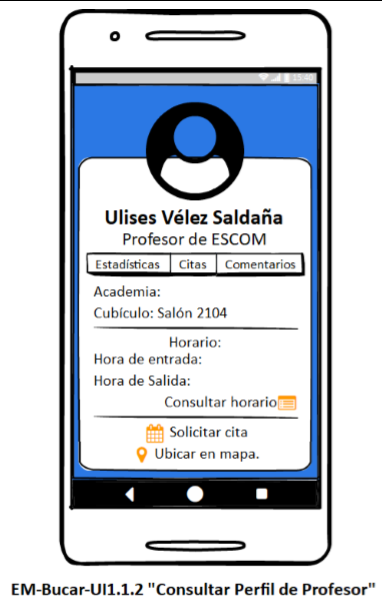 15:40
Ulises Vélez Saldaña
Profesor de ESCOM
Estadísticas Citas Comentarios
Academia:
Cubículo: Salón 2104
Horario:
Hora de entrada:
Hora de Salida:
Consultar horario
Solicitar cita
Ubicar en mapa.
EM-Bucar-UI1.1.2 "Consultar Perfil de Profesor"